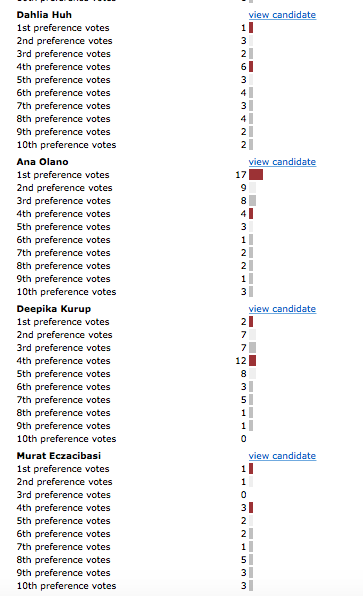 Dahlia Huh view candidate
1st preference votes 1
2nd preference votes 3
3rd preference votes 2
4th preference votes 6
5th preference votes 3
6th preference votes 4
7th preference votes 3
8th preference votes 4
9th preference votes 2
10th preference votes 2
Ana Olano view candidate
1st preference votes 17
2nd preference votes 9
3rd preference votes 8
4th preference votes 4
5th preference votes 3
6th preference votes 1
7th preference votes 2
8th preference votes 2
9th preference votes 1
10th preference votes 3
Deepika Kurup view candidate
1st preference votes 2
2nd preference votes 7
3rd preference votes 7
4th preference votes 12
5th preference votes 8
6th preference votes 3
7th preference votes 5
8th preference votes 1
9th preference votes 1
10th preference votes 0
Murat Eczacibasi view candidate
1st preference votes 1
2nd preference votes 1
3rd preference votes 0
4th preference votes 3
5th preference votes 2
6th preference votes 2
7th preference votes 1
8th preference votes 5
9th preference votes 3
10th preference votes 3